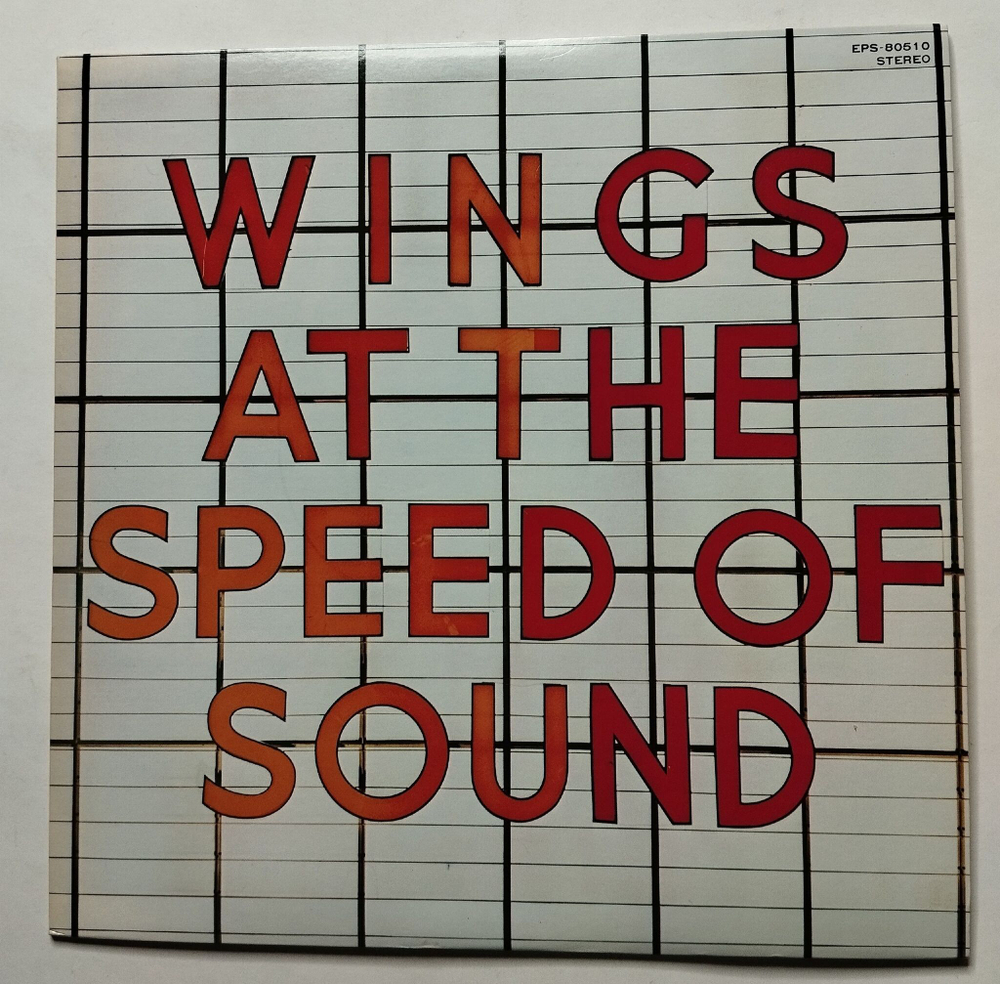 EPS-80510
STEREO
WINGS
AT THE
SPEED OF
SOUND